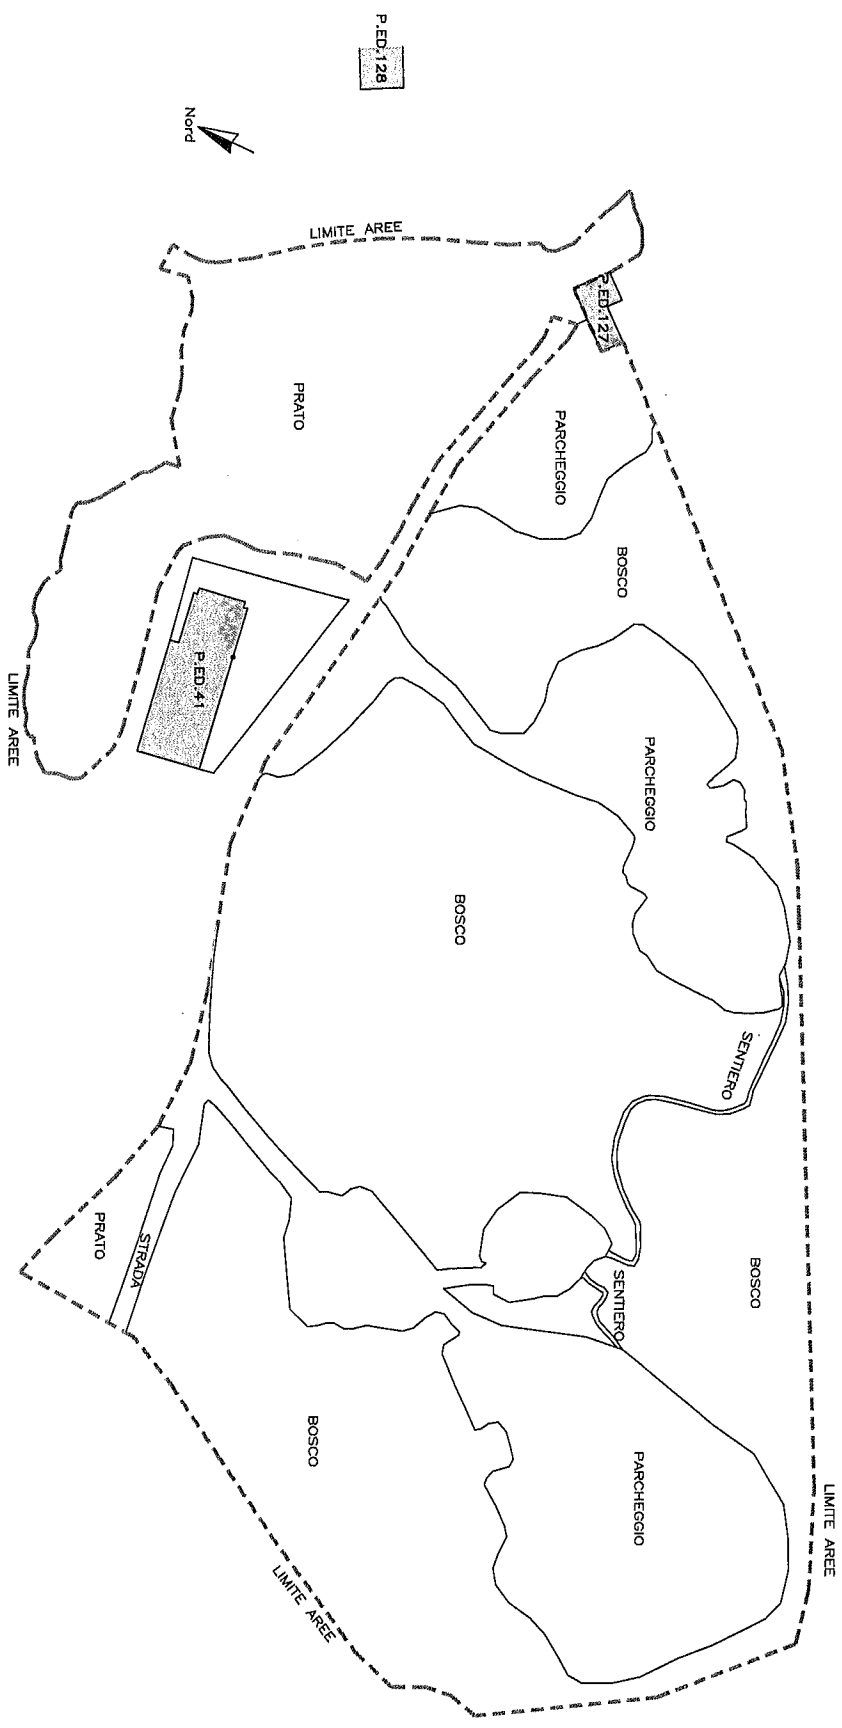 P.ED.128
Nord
LIMITE AREE
P.ED.127
PRATO
PARCHEGGIO
BOSCO
P.ED.41
LIMITE AREE
PARCHEGGIO
BOSCO
SENTIERO
PRATO
STRADA
SENTIERO
BOSCO
BOSCO
PARCHEGGIO
LIMITE AREE
LIMITE AREE